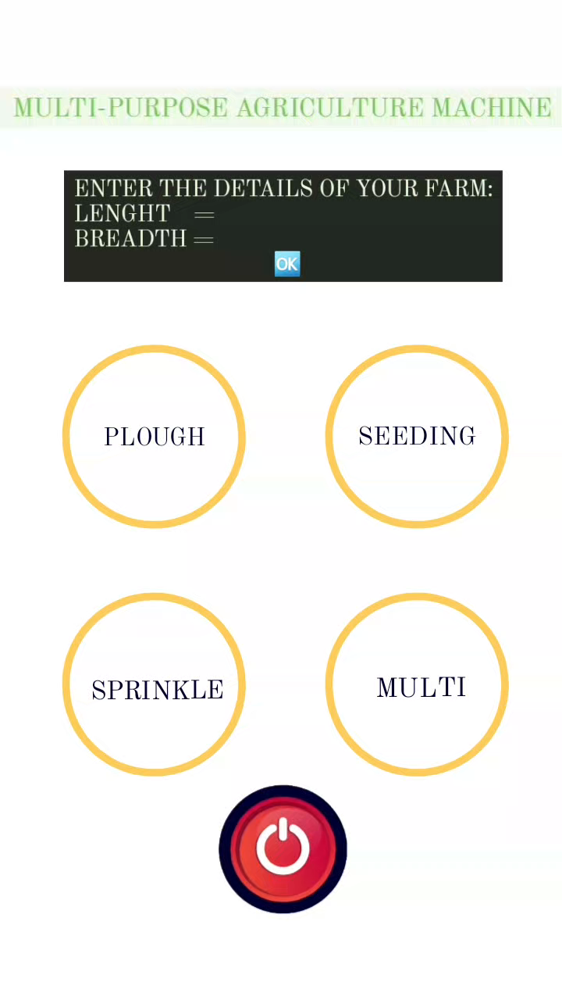 MULTI-PURPOSE AGRICULTURE MACHINE
ENTER THE DETAILS OF YOUR FARM:
LENGHT =
BREADTH =
OK
PLOUGH
SEEDING
SPRINKLE
MULTI